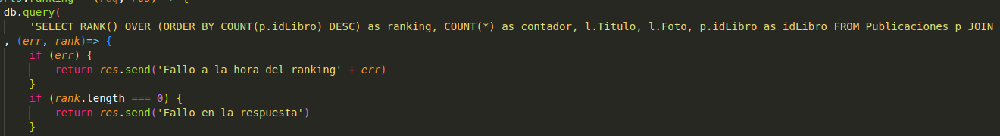 db.query(
'SELECT RANK() OVER (ORDER BY COUNT(p.idLibro) DESC) as ranking, COUNT(*) as contador, l.Titulo, l.Foto, p.idLibro as idLibro FROM Publicaciones p JOIN
, (err, rank)=> {
if (err) {
return res.send('Fallo a la hora del ranking' + err)
}
if (rank.length === 0) {
return res.send('Fallo en la respuesta')
}